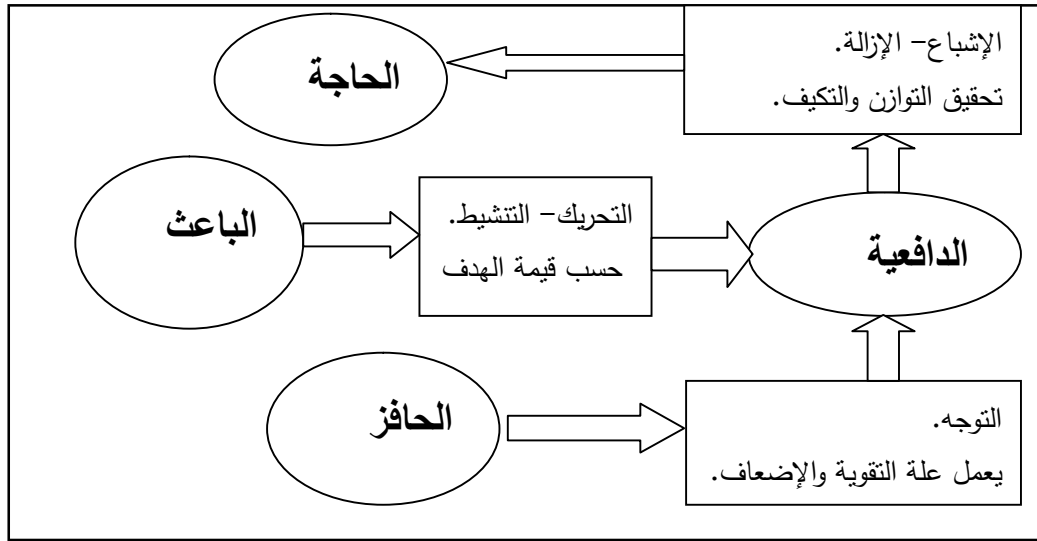 الإشباع– الإزالة.
تحقيق التوازن والتكيف.
الحاجة
الباعث
التحريك– التنشيط.
حسب قيمة الهدف
الدافعية
الحافز
التوجه.
يعمل علة التقوية والإضعاف.